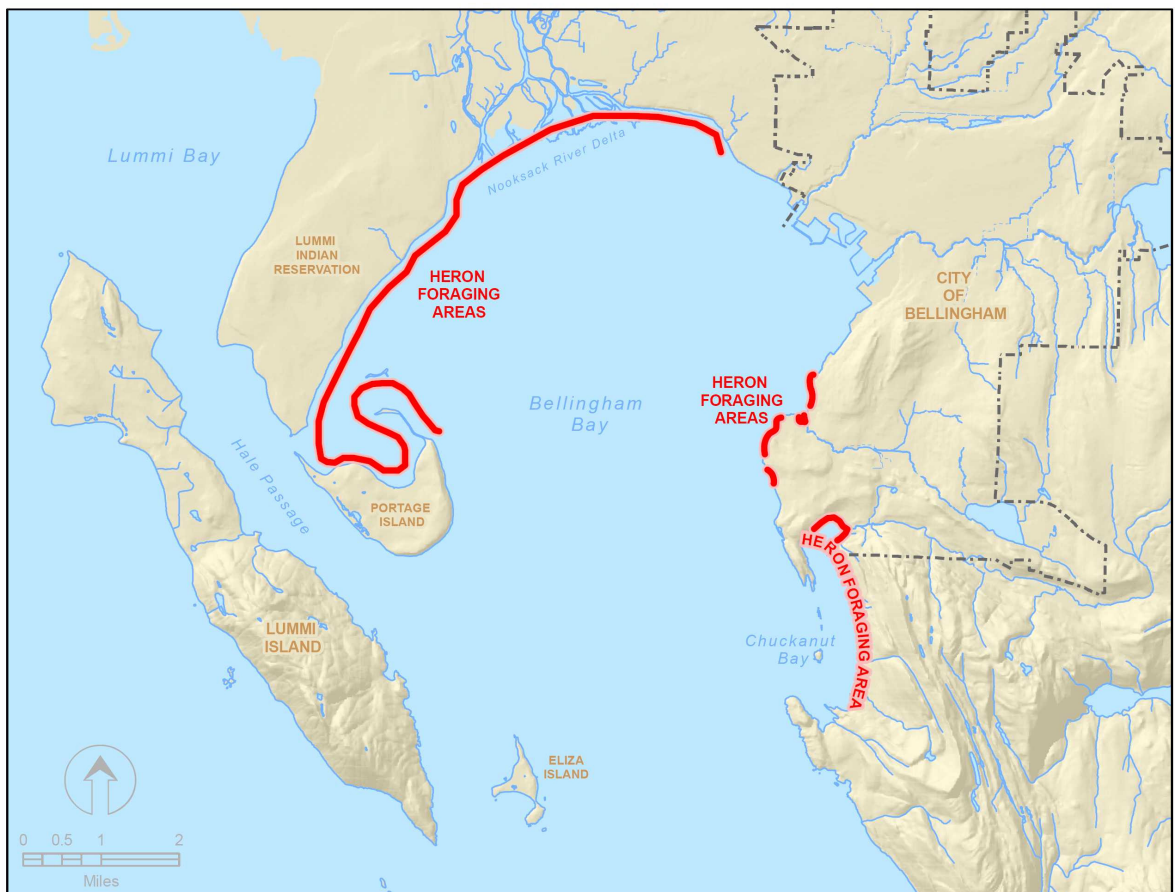 Lummi Bay
Nooksack River Delta
LUMMI
INDIAN
RESERVATION
HERON
FORAGING
AREAS
CITY
OF
BELLINGHAM
HERON
FORAGING
AREAS
Bellingham
Bay
Hale Passage
PORTAGE
ISLAND
HERON FORAGING AREA
LUMMI
ISLAND
Chuckanut
Bay
ELIZA
ISLAND
0 0.5 1 2
Miles